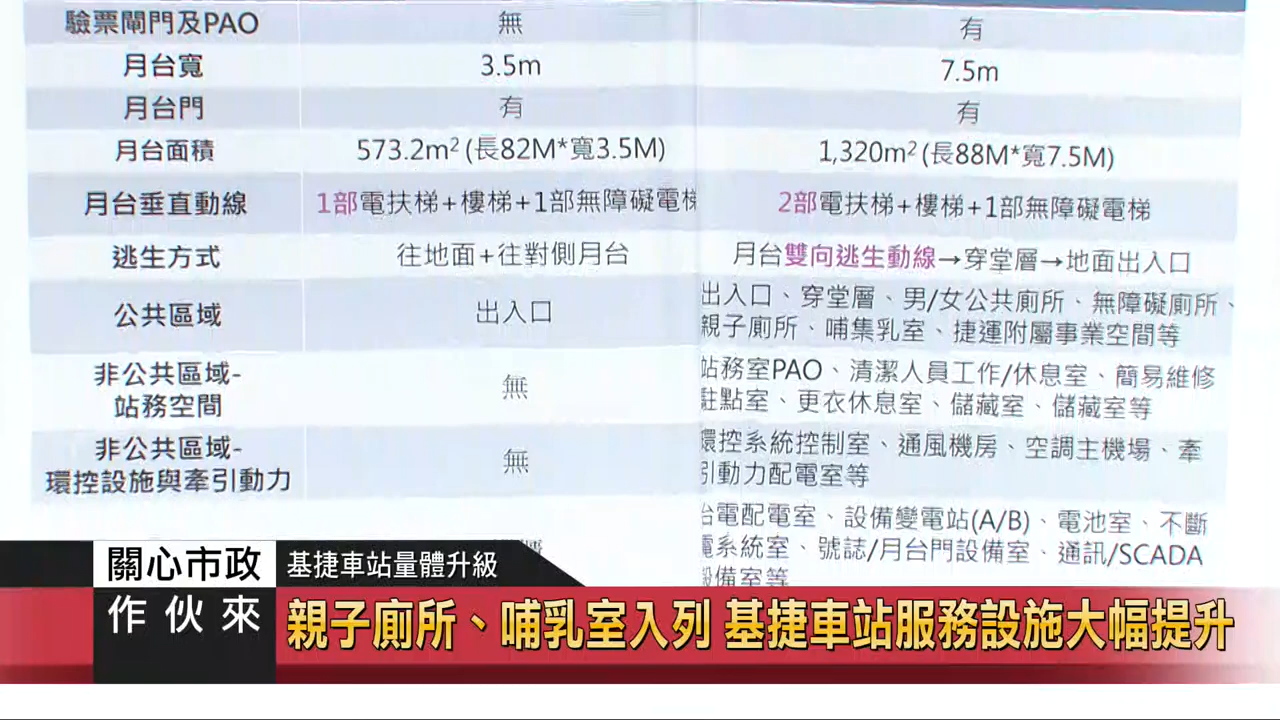 驗票閘門及PAO 無 有
月台寬 3.5m 7.5m
月台門 有 有
月台面積 573.2m² (長82M*寬3.5M) 1,320m² (長88M*寬7.5M)
月台垂直動線 1部電扶梯+樓梯+1部無障礙電梯 2部電扶梯+樓梯+1部無障礙電梯
逃生方式 往地面+往對側月台 月台雙向逃生動線→穿堂層→地面出入口
公共區域 出入口 出入口、穿堂層、男/女公共廁所、無障礙廁所、
親子廁所、哺集乳室、捷運附屬事業空間等
非公共區域-
站務空間 無 站務室PAO、清潔人員工作/休息室、簡易維修
駐點室、更衣休息室、儲藏室、儲藏室等
非公共區域-
環控設施與牽引動力 無 環控系統控制室、通風機房、空調主機場、牽
引動力配電室等
台電配電室、設備變電站(A/B)、電池室、不斷
電系統室、號誌/月台門設備室、通訊/SCADA
設備室等
關心市政
作伙來
基捷車站量體升級
親子廁所、哺乳室入列 基捷車站服務設施大幅提升